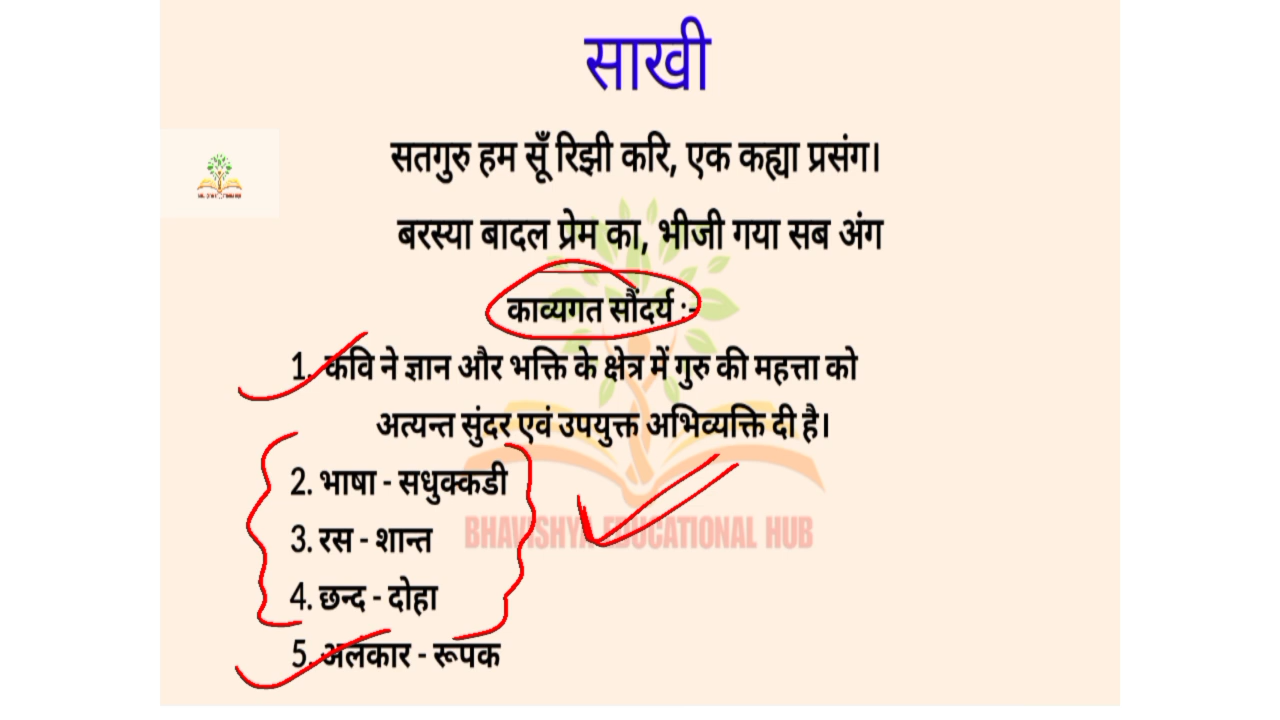 साखी
सतगुरु हम सूँ रिझी करि, एक कह्या प्रसंग।
बरस्या बादल प्रेम का, भीजी गया सब अंग
काव्यगत सौंदर्य :-
1. कवि ने ज्ञान और भक्ति के क्षेत्र में गुरु की महत्ता को
अत्यन्त सुंदर एवं उपयुक्त अभिव्यक्ति दी है।
2. भाषा - सधुक्कडी
BHAVISHYA EDUCATIONAL HUB
3. रस - शान्त
4. छन्द - दोहा
5. अलंकार - रूपक